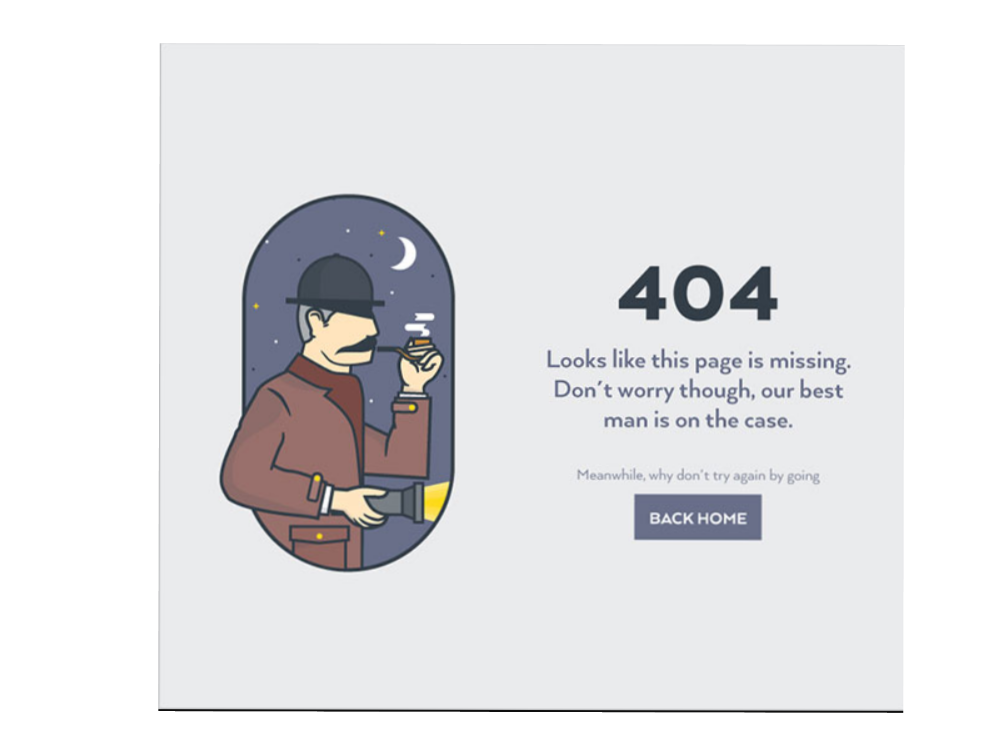 404
Looks like this page is missing.
Don't worry though, our best
man is on the case.
Meanwhile, why don't try again by going
BACK HOME